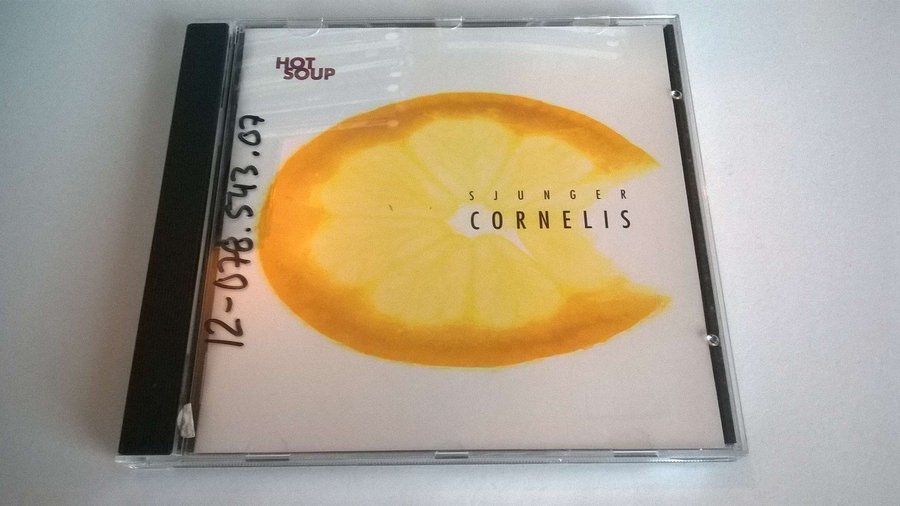 HOT
SOUP
SJUNGER
CORNELIS
12-078.543.07